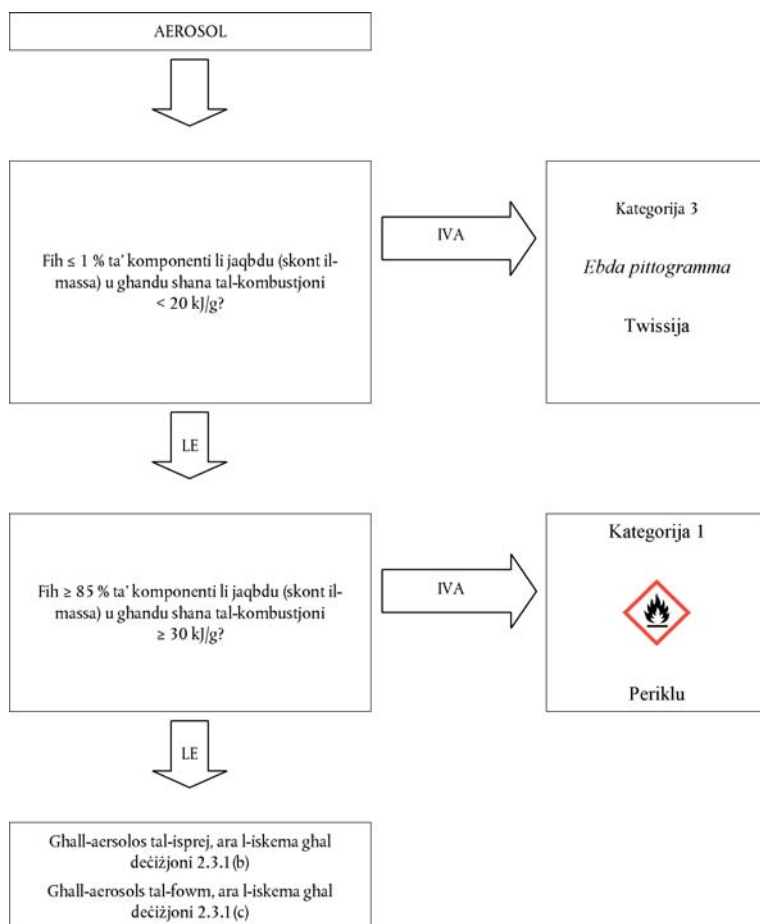 AEROSOL
Fih ≤ 1 % ta’ komponenti li jaqbdu (skont il-
massa) u għandu sħana tal-kombustjoni
< 20 kJ/g?
IVA
Kategorija 3
Ebda pittogramma
Twissija
LE
Fih ≥ 85 % ta’ komponenti li jaqbdu (skont il-
massa) u għandu sħana tal-kombustjoni
≥ 30 kJ/g?
IVA
Kategorija 1
Periklu
LE
Għall-aersolos tal-isprej, ara l-iskema għal
deċiżjoni 2.3.1(b)
Għall-aerosols tal-fowm, ara l-iskema għal
deċiżjoni 2.3.1(c)